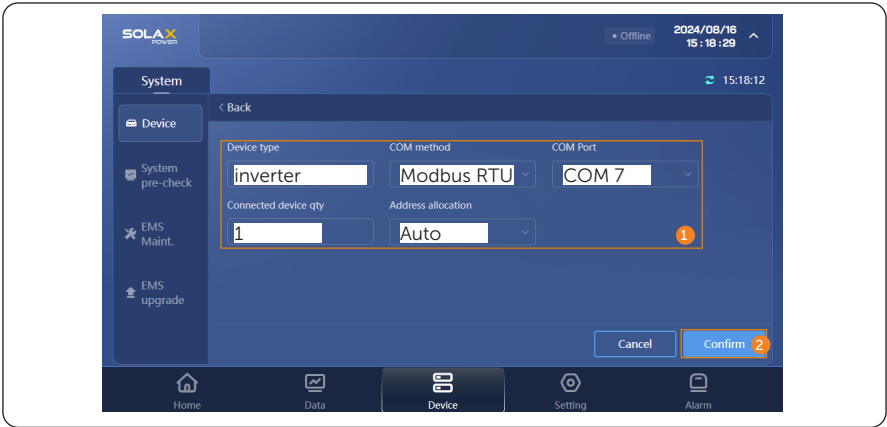 SOLAX
POWER
• Offline
2024/08/16
15:18:29
System
15:18:12
< Back
Device
System
pre-check
EMS
Maint.
EMS
upgrade
Device type
COM method
COM Port
inverter
Modbus RTU
COM 7
Connected device qty
Address allocation
1
Auto
1
Cancel
Confirm
2
Home
Data
Device
Setting
Alarm